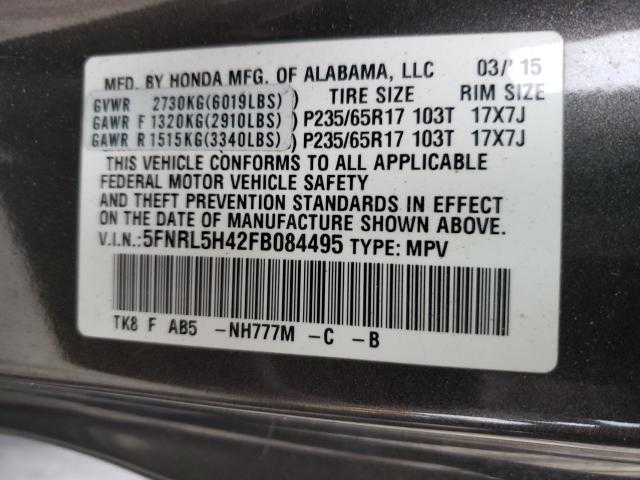 MFD. BY HONDA MFG. OF ALABAMA, LLC 03/'15
GVWR 2730KG(6019LBS) TIRE SIZE RIM SIZE
GAWR F 1320KG(2910LBS) P235/65R17 103T 17X7J
GAWR R 1515KG(3340LBS) P235/65R17 103T 17X7J
THIS VEHICLE CONFORMS TO ALL APPLICABLE
FEDERAL MOTOR VEHICLE SAFETY
AND THEFT PREVENTION STANDARDS IN EFFECT
ON THE DATE OF MANUFACTURE SHOWN ABOVE.
V.I.N.:5FNRL5H42FB084495 TYPE: MPV
TK8 F AB5 -NH777M -C -B